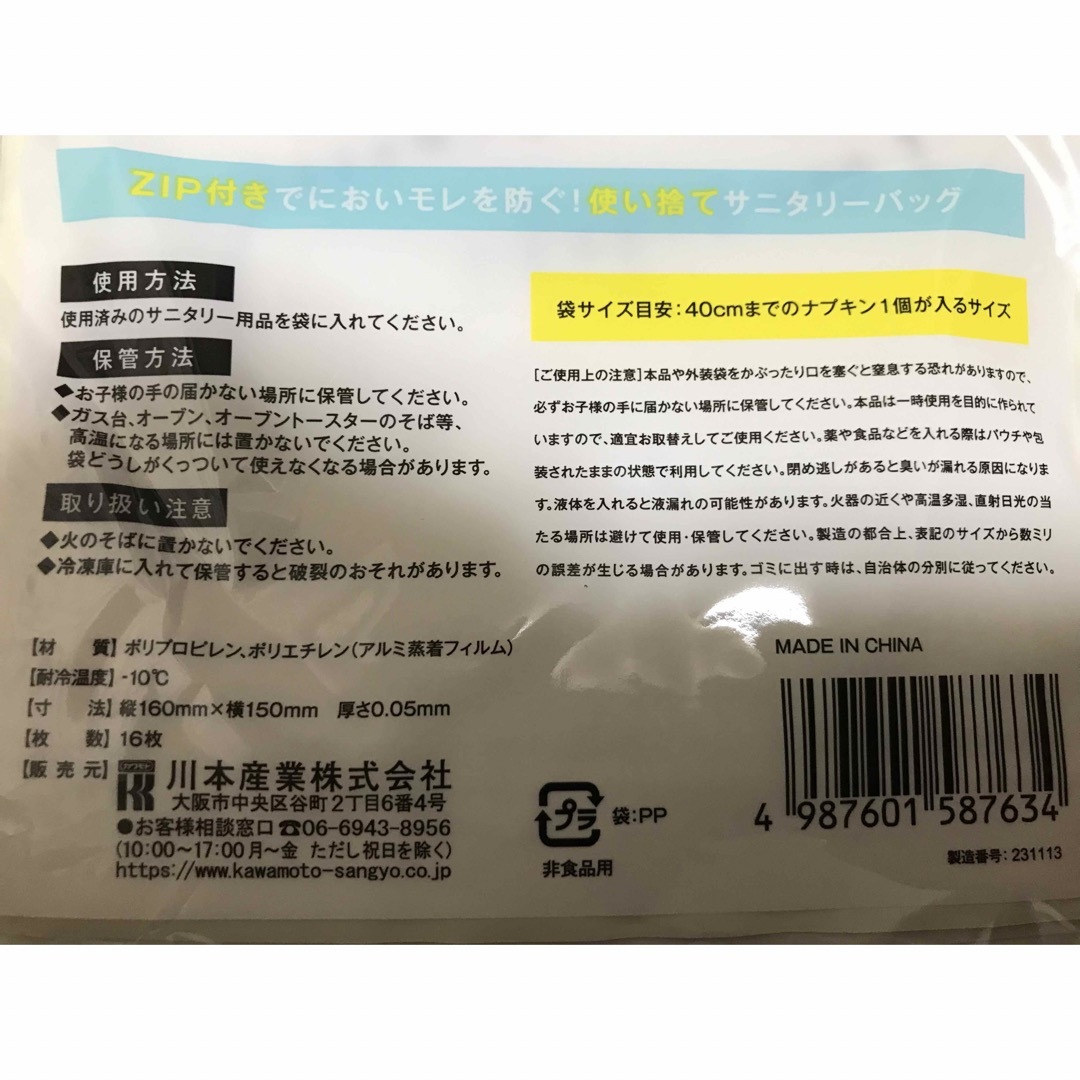 ZIP付きでにおいモレを防ぐ!使い捨てサニタリーバッグ
使用方法
使用済みのサニタリー用品を袋に入れてください。
保管方法
◆お子様の手の届かない場所に保管してください。
◆ガス台、オーブン、オーブントースターのそば等、
高温になる場所には置かないでください。
袋どうしがくっついて使えなくなる場合があります。
取り扱い注意
◆火のそばに置かないでください。
◆冷凍庫に入れて保管すると破裂のおそれがあります。
袋サイズ目安:40cmまでのナプキン1個が入るサイズ
[ご使用上の注意]本品や外装袋をかぶったり口を塞ぐと窒息する恐れがありますので、
必ずお子様の手に届かない場所に保管してください。本品は一時使用を目的に作られて
いますので、適宜お取替えしてご使用ください。薬や食品などを入れる際はパウチや包
装されたままの状態で利用してください。閉め逃しがあると臭いが漏れる原因になりま
す。液体を入れると液漏れの可能性があります。火器の近くや高温多湿、直射日光の当
たる場所は避けて使用・保管してください。製造の都合上、表記のサイズから数ミリ
の誤差が生じる場合があります。ゴミに出す時は、自治体の分別に従ってください。
【材 質】ポリプロピレン、ポリエチレン(アルミ蒸着フィルム)
【耐冷温度】-10℃
【寸 法】縦160mm×横150mm 厚さ0.05mm
【枚 数】16枚
【販売元】カワモト 川本産業株式会社
大阪市中央区谷町2丁目6番4号
●お客様相談窓口☎06-6943-8956
(10:00〜17:00 月〜金 ただし祝日を除く)
https://www.kawamoto-sangyo.co.jp
プラ 袋:PP
非食品用
MADE IN CHINA
4 987601 587634
製造番号:231113